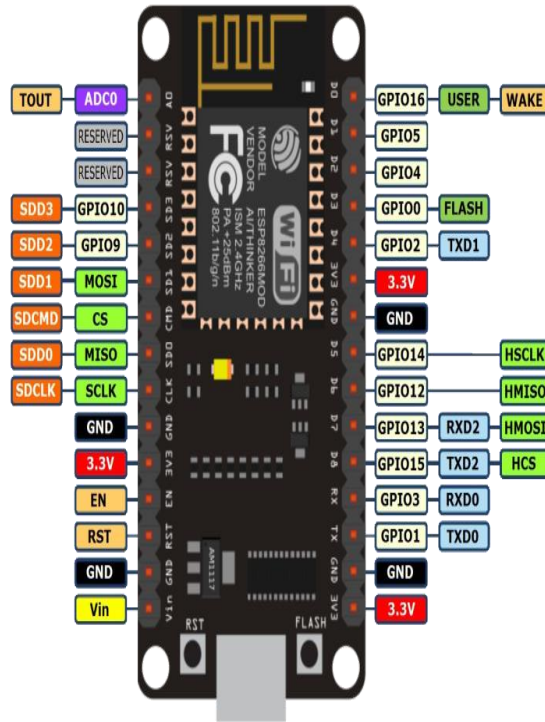 TOUT ADC0 A0 D0 GPIO16 USER WAKE
RESERVED RSV D1 GPIO5
RESERVED RSV D2 GPIO4
SDD3 GPIO10 SD3 D3 GPIO0 FLASH
SDD2 GPIO9 SD2 D4 GPIO2 TXD1
SDD1 MOSI SD1 3V3 3.3V
SDCMD CS CMD GND GND
SDD0 MISO SD0 D5 GPIO14 HSCLK
SDCLK SCLK CLK D6 GPIO12 HMISO
GND GND D7 GPIO13 RXD2 HMOSI
3.3V 3V3 D8 GPIO15 TXD2 HCS
EN EN RX GPIO3 RXD0
RST RST TX GPIO1 TXD0
GND GND GND GND
Vin Vin 3V3 3.3V
MODEL ESP8266MOD
VENDOR AI/THINKER
ISM 2.4GHz
PA +25dBm
802.11b/g/n
FC
WiFi
AM1117
RST
FLASH